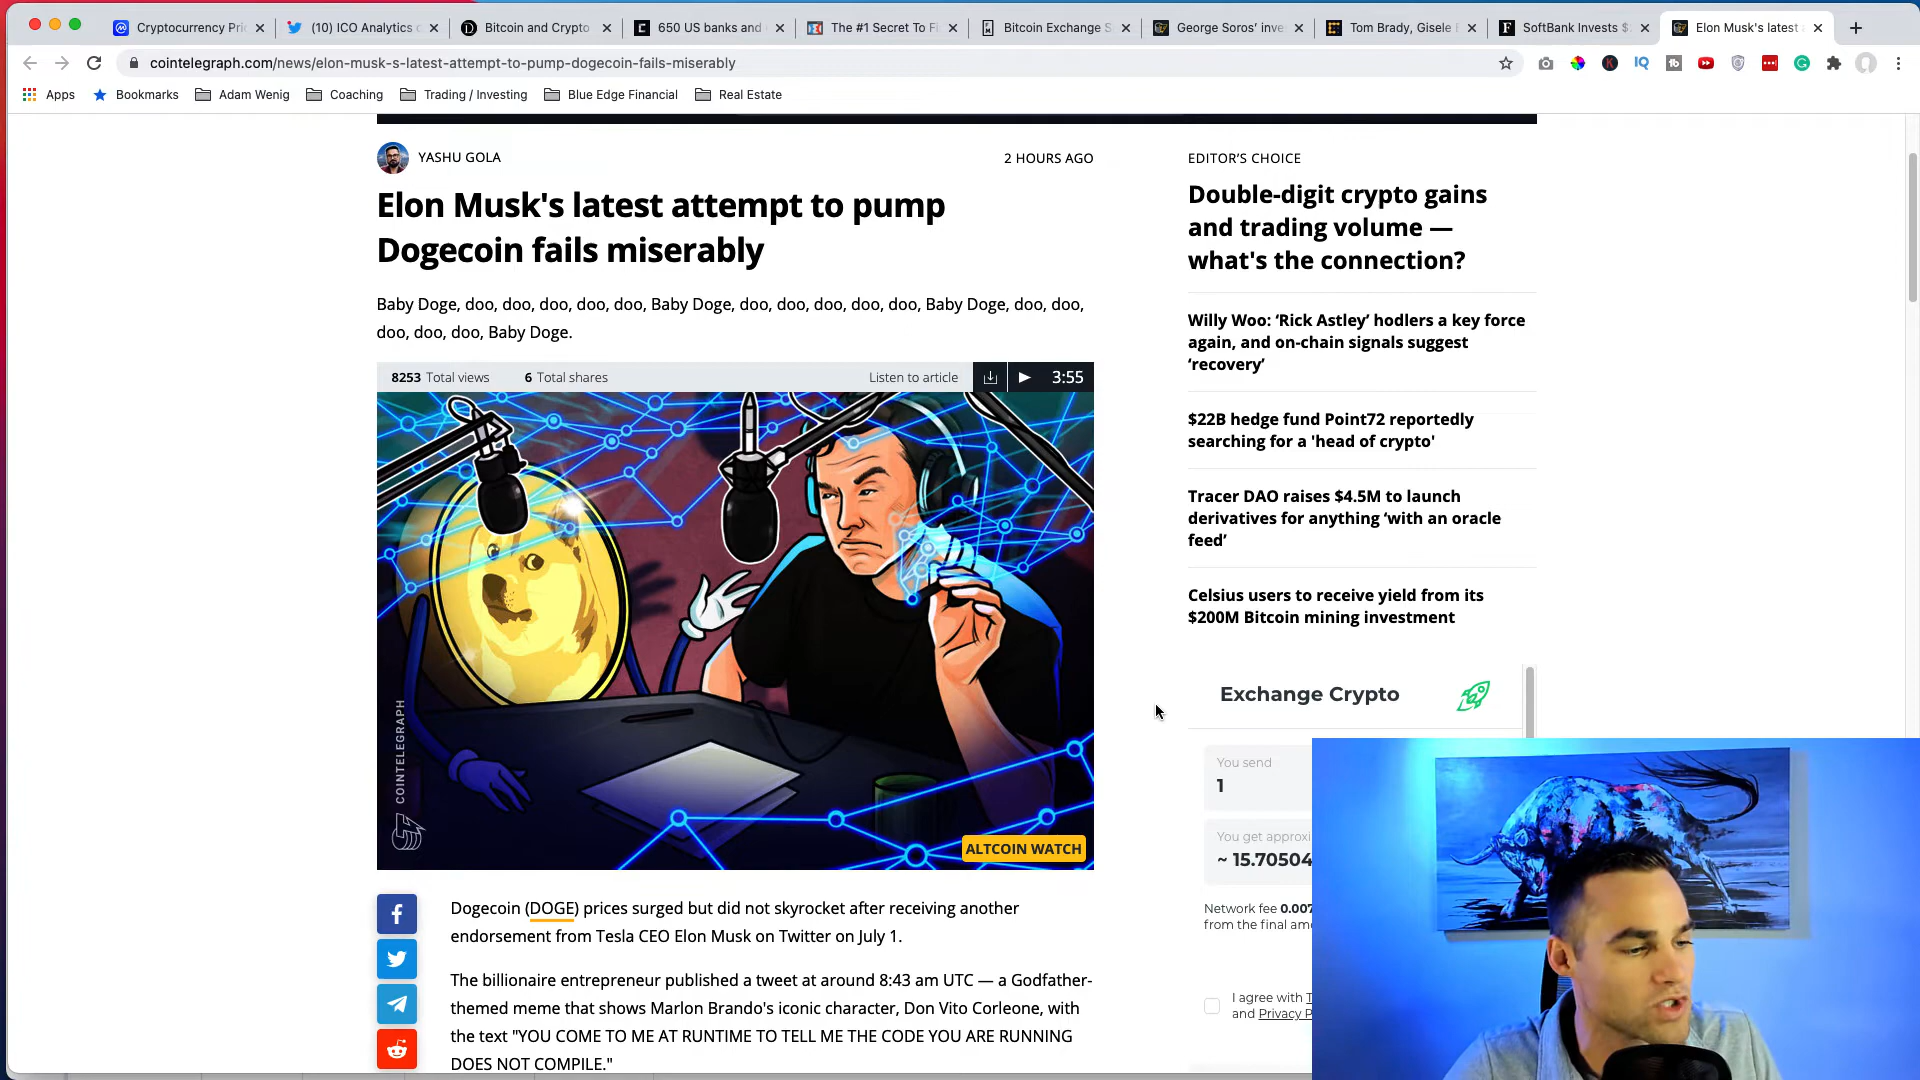 Cryptocurrency Pri
(10) ICO Analytics
Bitcoin and Crypto
650 US banks and
The #1 Secret To Fi
Bitcoin Exchange S
George Soros’ inve
Tom Brady, Gisele
SoftBank Invests $
Elon Musk's latest
cointelegraph.com/news/elon-musk-s-latest-attempt-to-pump-dogecoin-fails-miserably
Apps
Bookmarks
Adam Wenig
Coaching
Trading / Investing
Blue Edge Financial
Real Estate
YASHU GOLA
2 HOURS AGO
Elon Musk's latest attempt to pump
Dogecoin fails miserably
Baby Doge, doo, doo, doo, doo, doo, Baby Doge, doo, doo, doo, doo, doo, Baby Doge, doo, doo,
doo, doo, doo, Baby Doge.
8253 Total views
6 Total shares
Listen to article
3:55
COINTELEGRAPH
ALTCOIN WATCH
Dogecoin (DOGE) prices surged but did not skyrocket after receiving another
endorsement from Tesla CEO Elon Musk on Twitter on July 1.
The billionaire entrepreneur published a tweet at around 8:43 am UTC — a Godfather-
themed meme that shows Marlon Brando's iconic character, Don Vito Corleone, with
the text "YOU COME TO ME AT RUNTIME TO TELL ME THE CODE YOU ARE RUNNING
DOES NOT COMPILE."
EDITOR’S CHOICE
Double-digit crypto gains
and trading volume —
what's the connection?
Willy Woo: ‘Rick Astley’ hodlers a key force
again, and on-chain signals suggest
‘recovery’
$22B hedge fund Point72 reportedly
searching for a 'head of crypto'
Tracer DAO raises $4.5M to launch
derivatives for anything ‘with an oracle
feed’
Celsius users to receive yield from its
$200M Bitcoin mining investment
Exchange Crypto
You send
1
You get approxi
~ 15.70504
Network fee 0.007
from the final am
I agree with T
and Privacy P